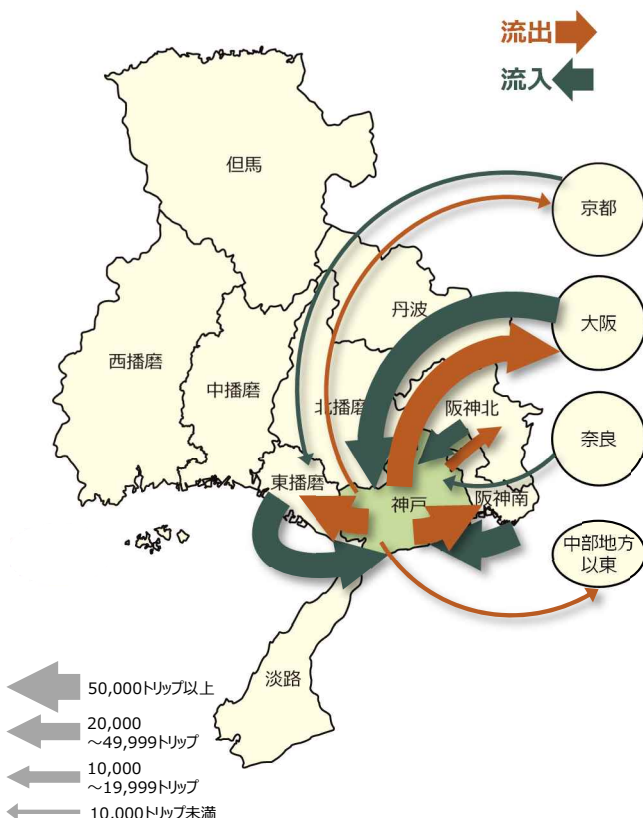 流出
流入
但馬
京都
丹波
大阪
西播磨
中播磨
北播磨
阪神北
奈良
東播磨
神戸
阪神南
中部地方
以東
淡路
50,000トリップ以上
20,000
～49,999トリップ
10,000
～19,999トリップ
10,000トリップ未満